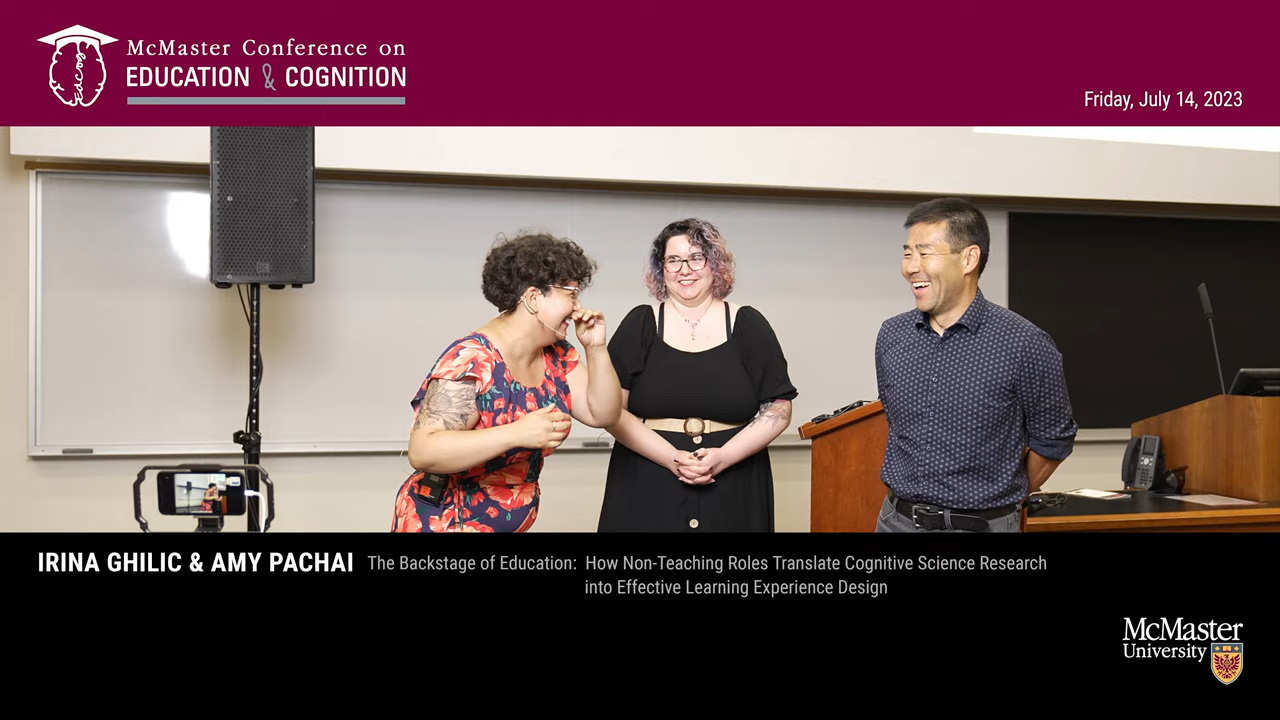 McMaster Conference on
EDUCATION & COGNITION
Friday, July 14, 2023
IRINA GHILIC & AMY PACHAI
The Backstage of Education: How Non-Teaching Roles Translate Cognitive Science Research
into Effective Learning Experience Design
McMaster
University